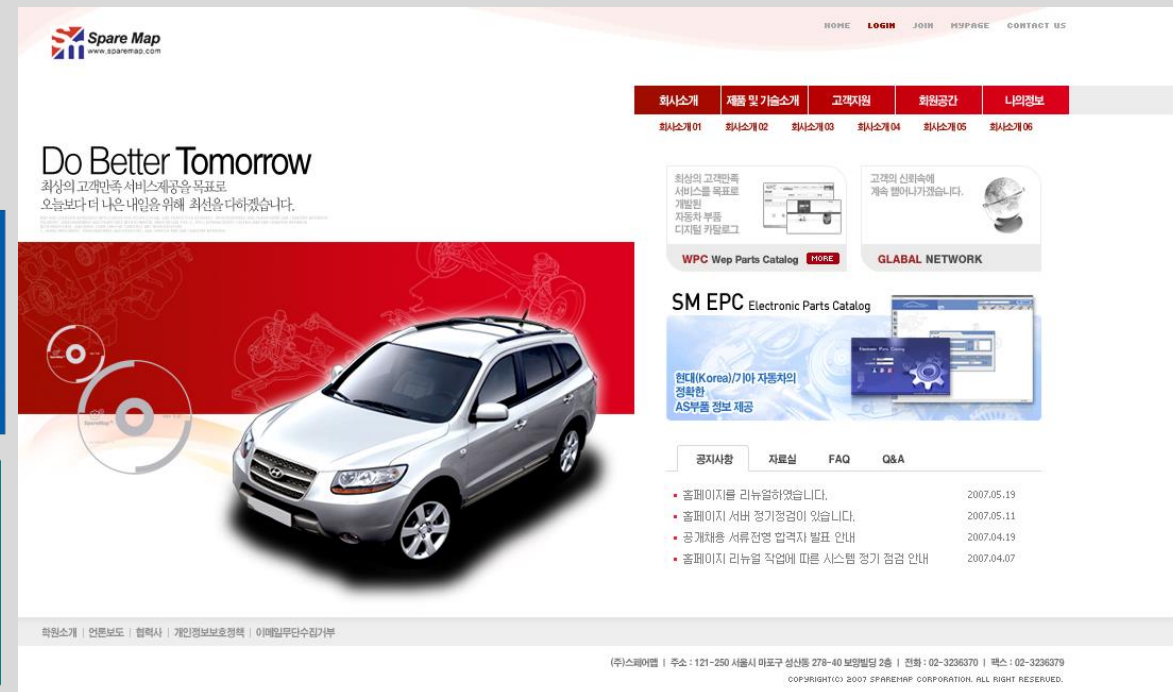 Spare Map
www.sparemap.com
HOME LOGIN JOIN MYPAGE CONTACT US
회사소개 제품 및 기술소개 고객지원 회원공간 나의정보
회사소개 01 회사소개 02 회사소개 03 회사소개 04 회사소개 05 회사소개 06
Do Better Tomorrow
최상의 고객만족 서비스제공을 목표로
오늘보다 더 나은 내일을 위해 최선을 다하겠습니다.
최상의 고객만족
서비스를 목표로
개발된
자동차 부품
디지털 카탈로그
WPC Wep Parts Catalog MORE
고객의 신뢰속에
계속 뻗어나가겠습니다.
GLABAL NETWORK
SM EPC Electronic Parts Catalog
현대(Korea)/기아 자동차의
정확한
AS부품 정보 제공
공지사항 자료실 FAQ Q&A
홈페이지를 리뉴얼하였습니다. 2007.05.19
홈페이지 서버 정기정검이 있습니다. 2007.05.11
공개채용 서류전형 합격자 발표 안내 2007.04.19
홈페이지 리뉴얼 작업에 따른 시스템 정기 점검 안내 2007.04.07
학원소개 | 언론보도 | 협력사 | 개인정보보호정책 | 이메일무단수집거부
(주)스페어맵 | 주소 : 121-250 서울시 마포구 성산동 278-40 보양빌딩 2층 | 전화 : 02-3236370 | 팩스 : 02-3236379
COPYRIGHT(C) 2007 SPAREMAP CORPORATION. ALL RIGHT RESERVED.